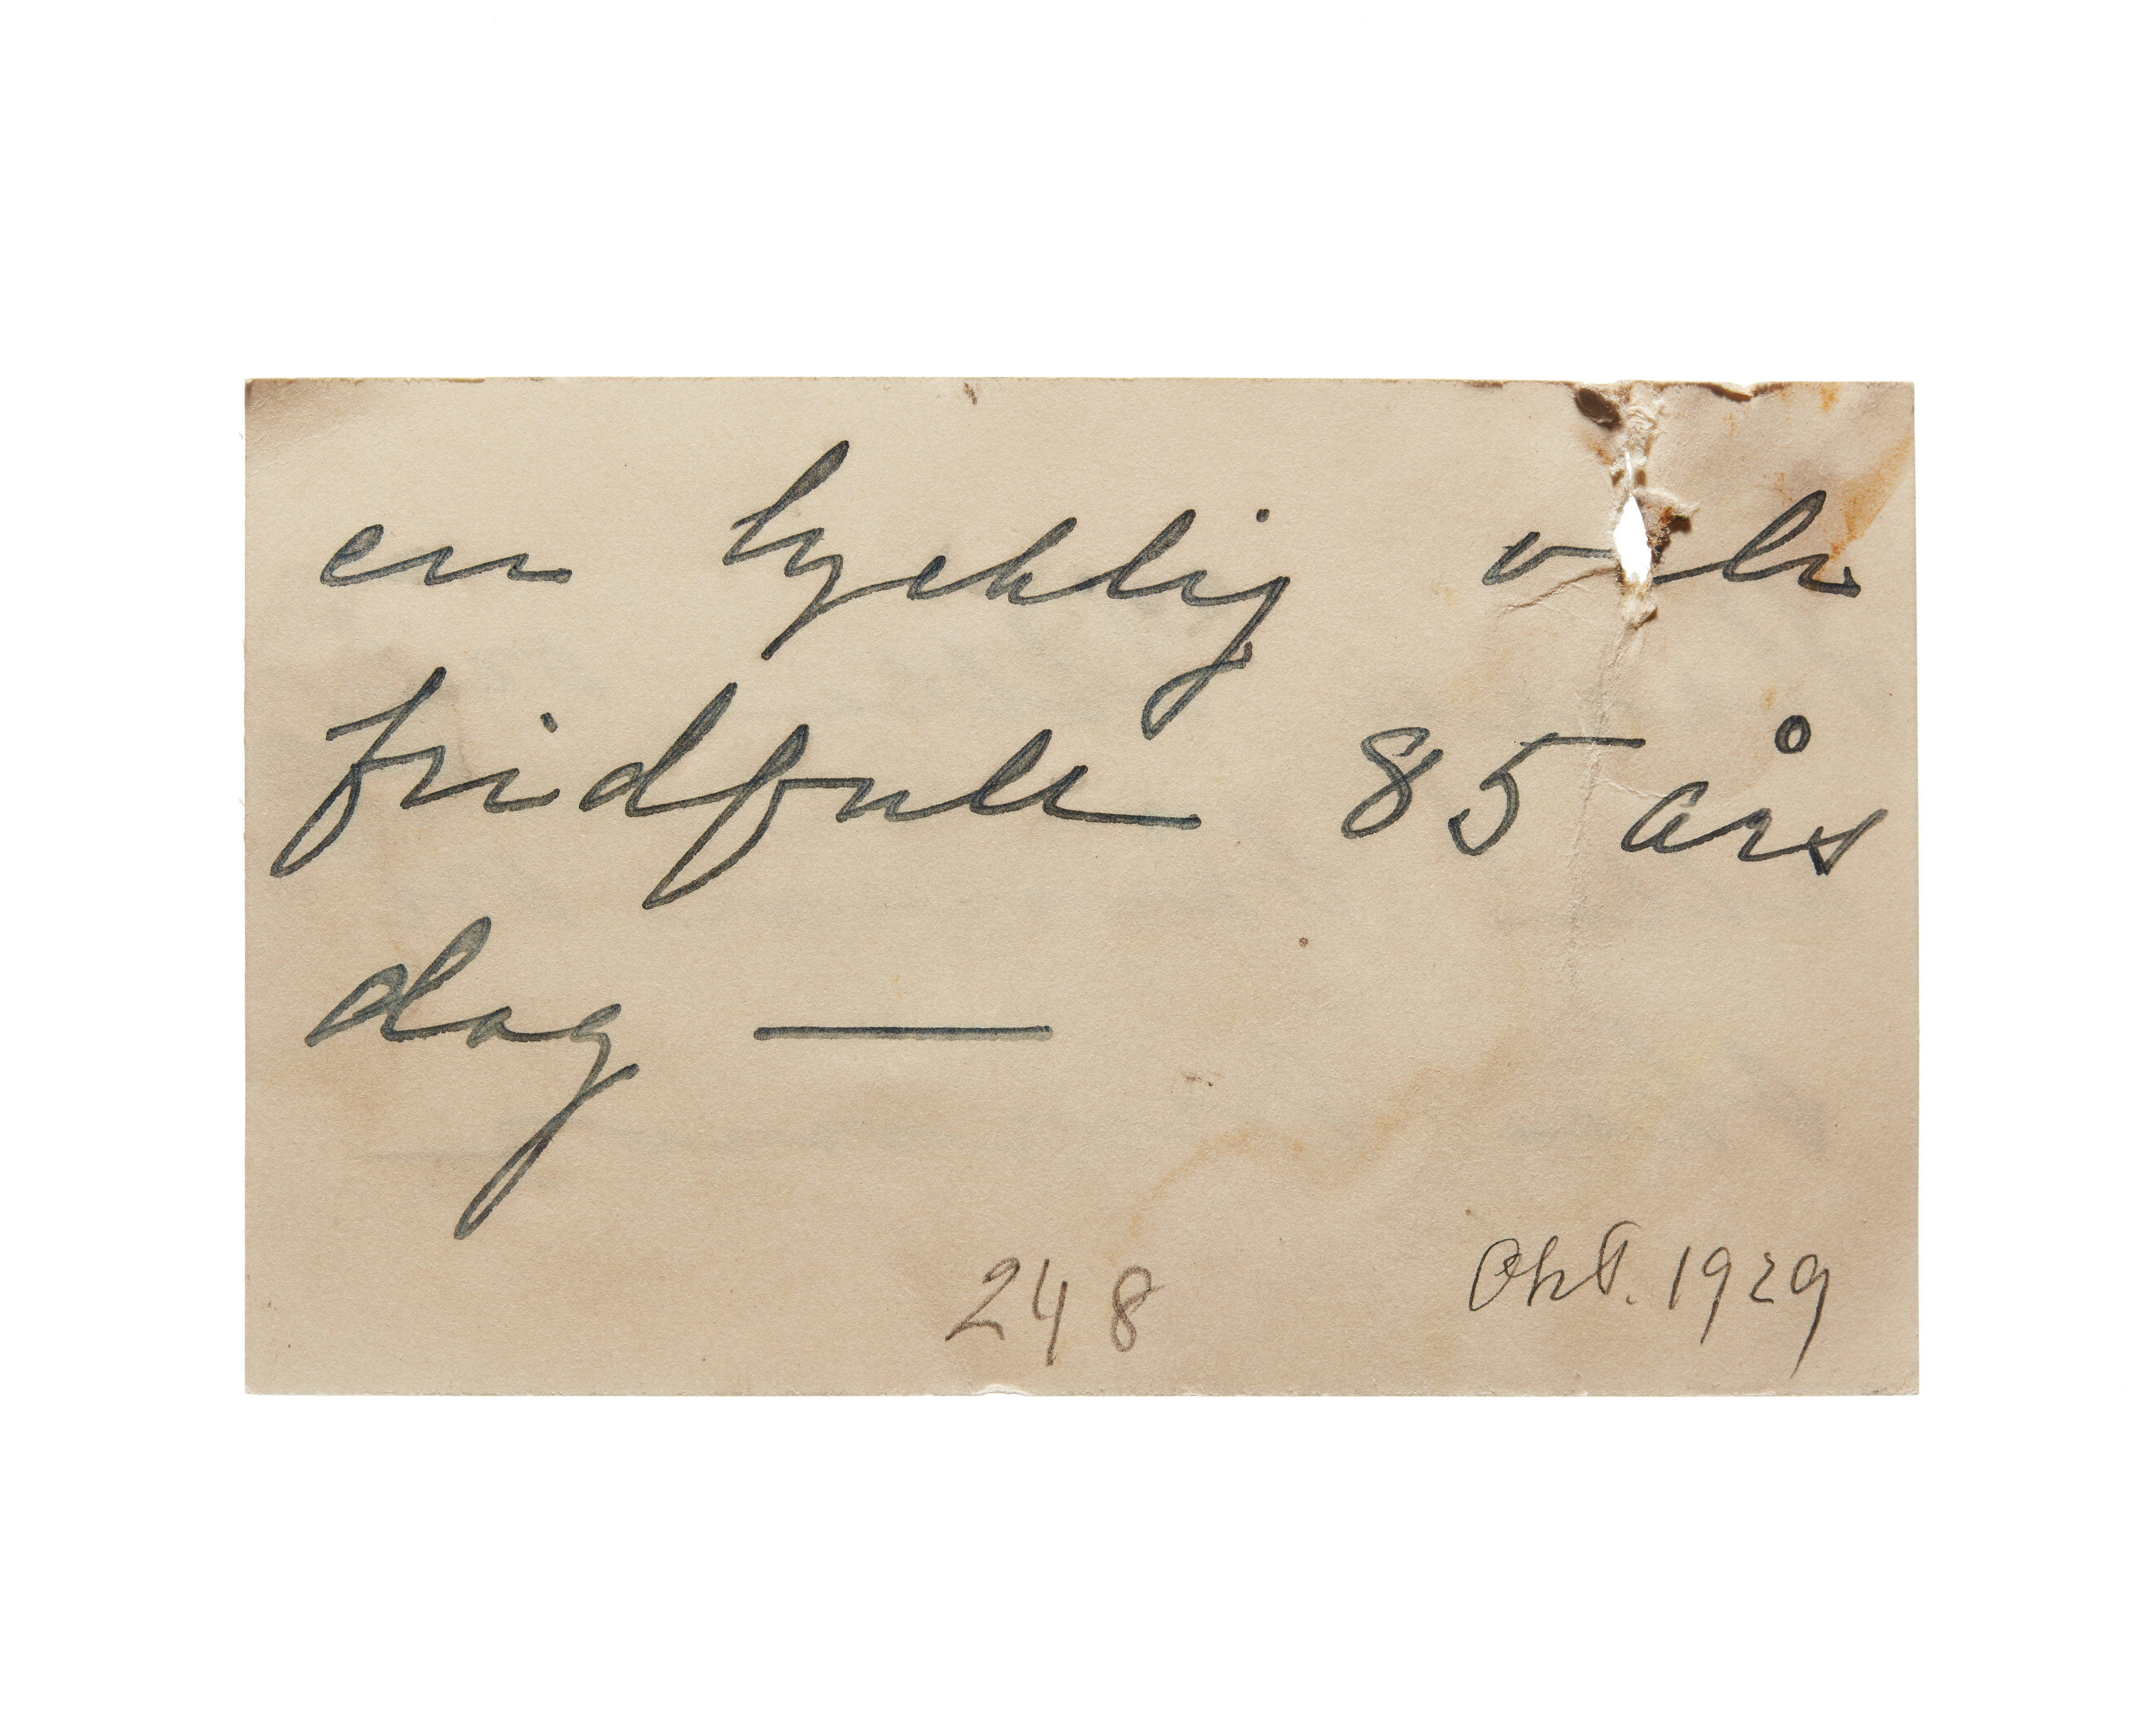 en lycklig och
fridfull 85 års
dag —
248
Okt. 1929